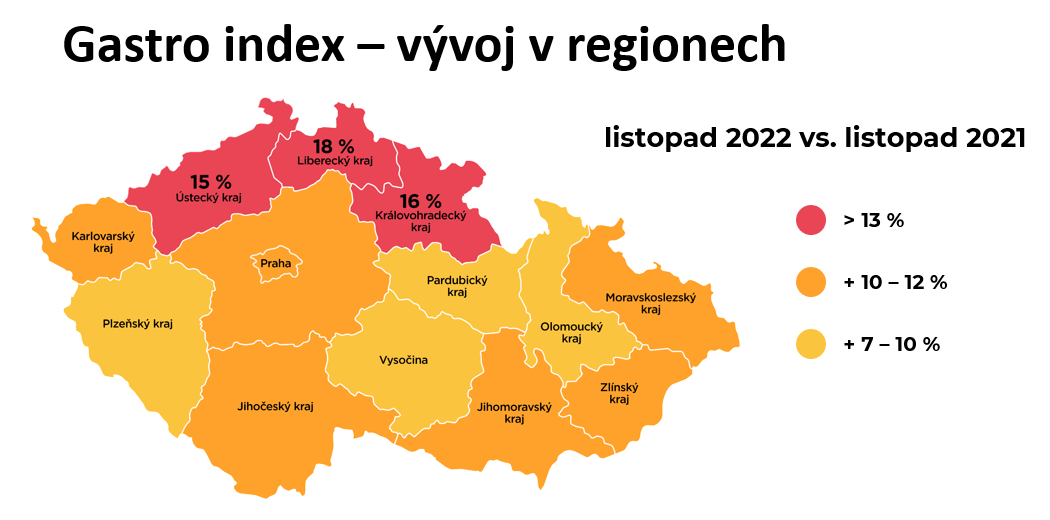 Gastro index – vývoj v regionech
listopad 2022 vs. listopad 2021
18 %
Liberecký kraj
15 %
Ústecký kraj
16 %
Královohradecký
kraj
Karlovarský
kraj
Praha
Pardubický
kraj
Moravskoslezský
kraj
Plzeňský kraj
Olomoucký
kraj
Vysočina
Zlínský
kraj
Jihočeský kraj
Jihomoravský
kraj
> 13 %
+ 10 – 12 %
+ 7 – 10 %